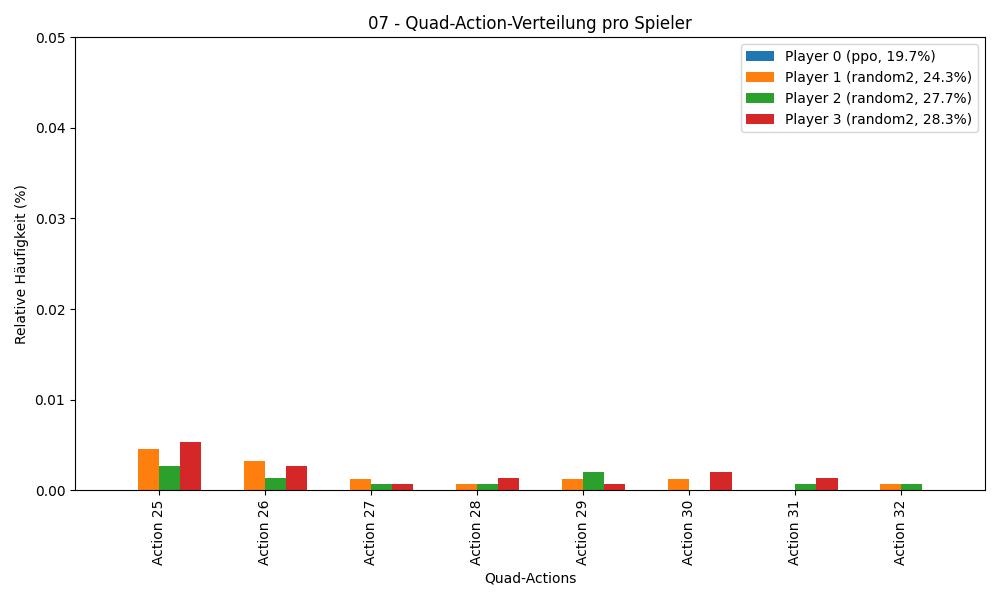 07 - Quad-Action-Verteilung pro Spieler
Player 0 (ppo, 19.7%)
Player 1 (random2, 24.3%)
Player 2 (random2, 27.7%)
Player 3 (random2, 28.3%)
Relative Häufigkeit (%)
0.05
0.04
0.03
0.02
0.01
0.00
Action 25
Action 26
Action 27
Action 28
Action 29
Action 30
Action 31
Action 32
Quad-Actions